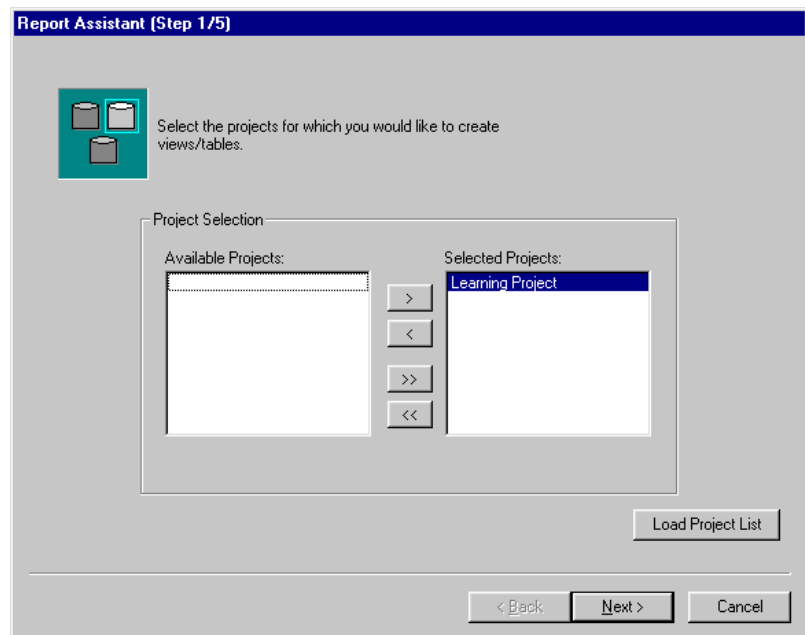 Report Assistant (Step 1/5)
Select the projects for which you would like to create
views/tables.
Project Selection
Available Projects:
Selected Projects:
Learning Project
>
<
>>
<<
Load Project List
< Back
Next >
Cancel